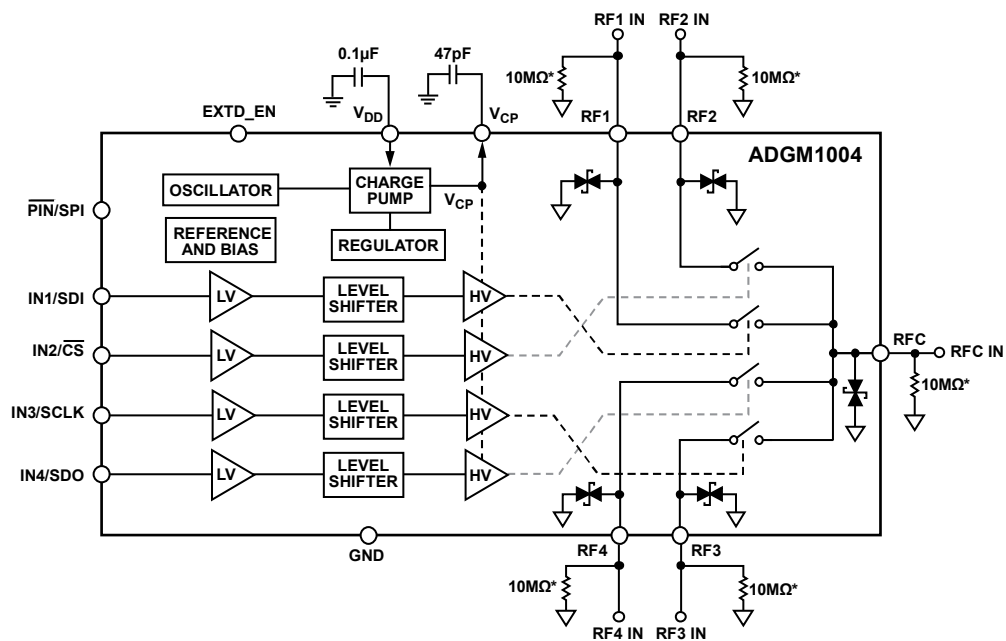 RF1 IN RF2 IN
0.1µF 47pF
10MΩ* 10MΩ*
EXTD_EN
VDD VCP
RF1 RF2
ADGM1004
PIN/SPI
OSCILLATOR
CHARGE
PUMP
VCP
REFERENCE
AND BIAS
REGULATOR
IN1/SDI LV LEVEL
SHIFTER HV
IN2/CS LV LEVEL
SHIFTER HV
RFC RFC IN
10MΩ*
IN3/SCLK LV LEVEL
SHIFTER HV
IN4/SDO LV LEVEL
SHIFTER HV
GND
RF4 RF3
10MΩ* 10MΩ*
RF4 IN RF3 IN